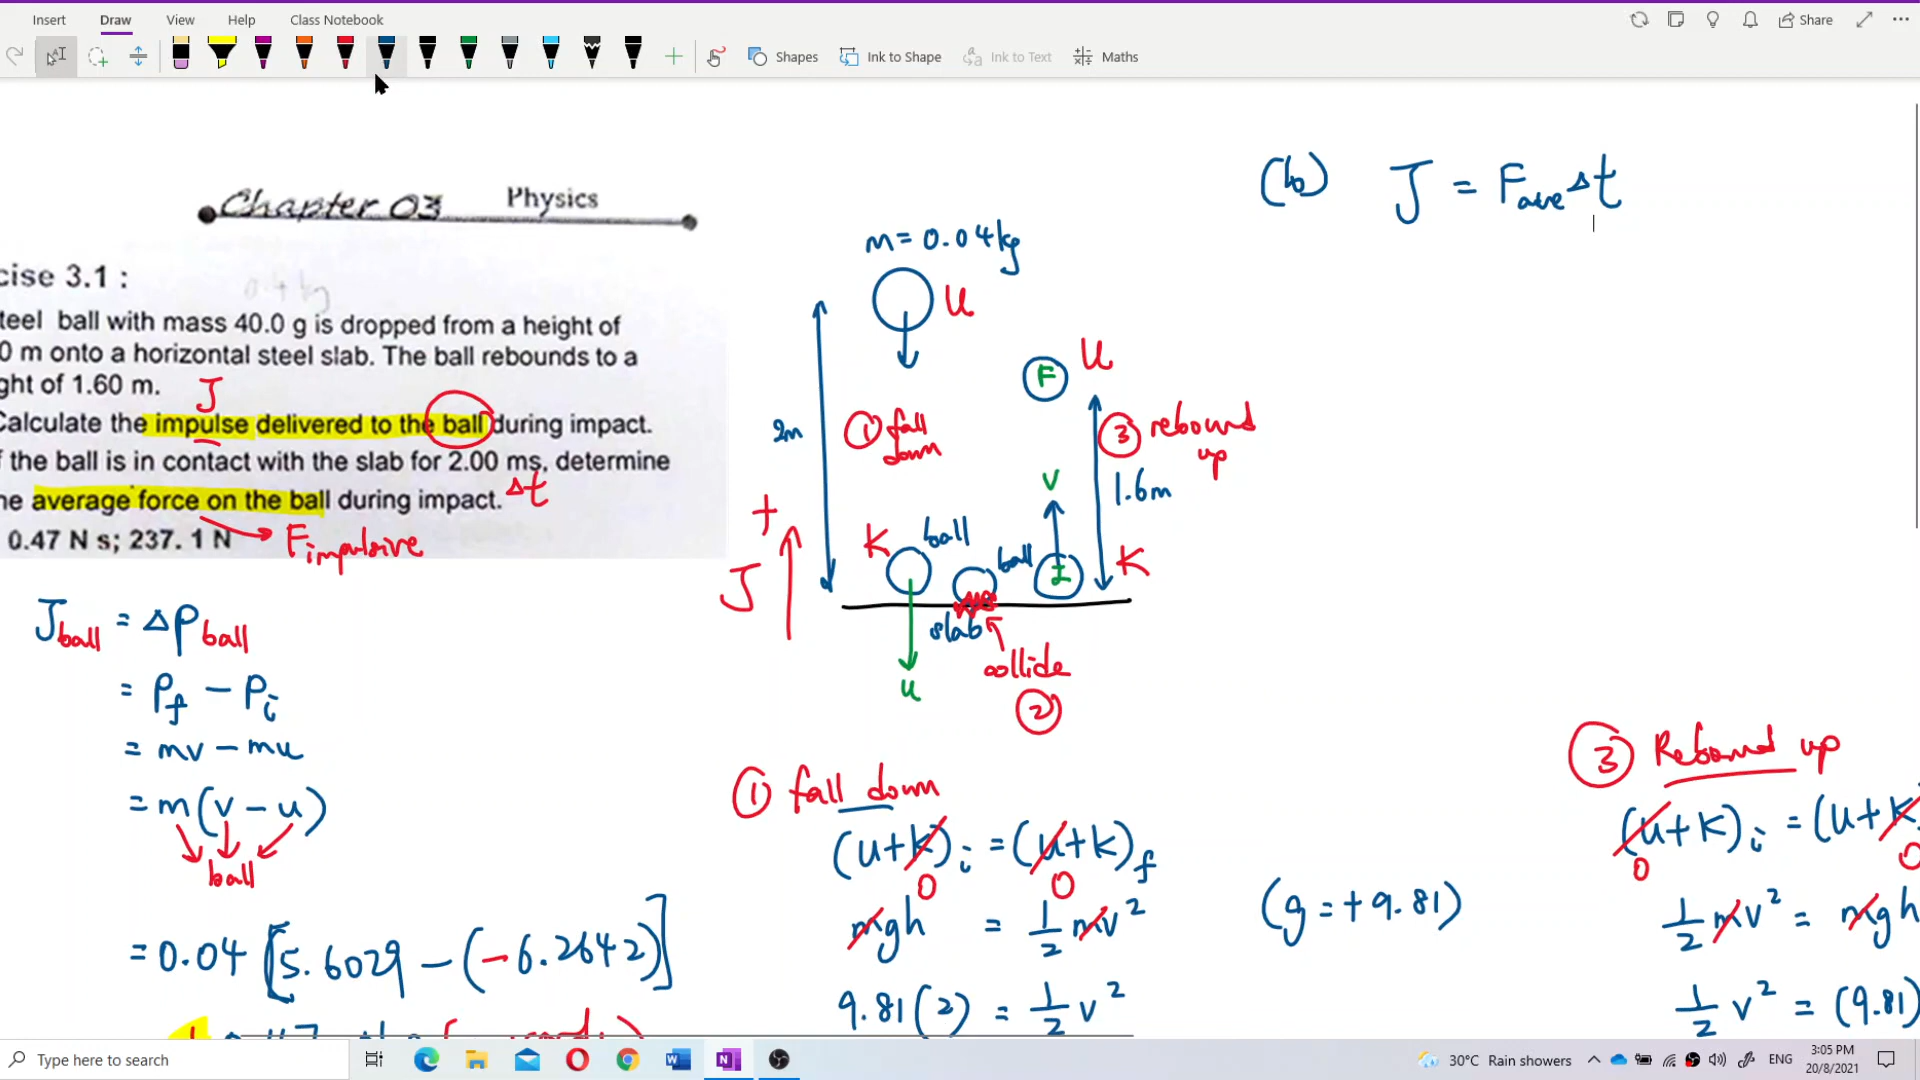 Insert Draw View Help Class Notebook
Share
Shapes Ink to Shape Ink to Text Maths
Chapter 03 Physics
cise 3.1 :
teel ball with mass 40.0 g is dropped from a height of
0 m onto a horizontal steel slab. The ball rebounds to a
ght of 1.60 m.
J
Calculate the impulse delivered to the ball during impact.
f the ball is in contact with the slab for 2.00 ms, determine
Δt
ne average force on the ball during impact.
0.47 N s; 237. 1 N
F impulsive
J ball = ΔP ball
= Pf - Pi
= mv - mu
= m(v - u)
ball
= 0.04 [5.6029 - (-6.2642)]
m = 0.04kg
U
2m
① fall
down
F
U
③ rebound
up
1.6m
V
+
J
K ball
ball
I
K
slab
u
collide
②
① fall down
(U+K)i = (U+K)f
0 0
mgh = 1/2 mv²
9.81(2) = 1/2 v²
(g = +9.81)
(b) J = Fave Δt
③ Rebound up
(U+K)i = (U+K
0 0
1/2 mv² = mgh
1/2 v² = (9.81)
Type here to search
30°C Rain showers
ENG
3:05 PM
20/8/2021